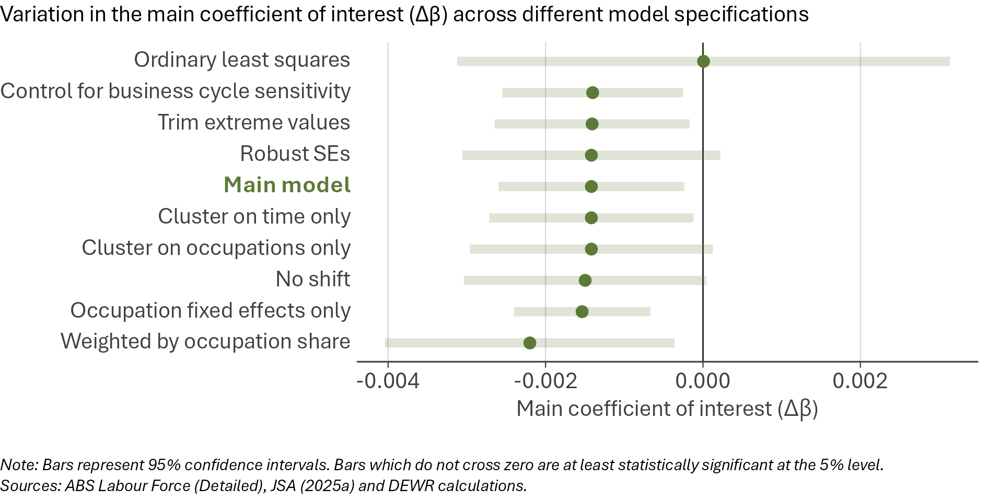 Variation in the main coefficient of interest (Δβ) across different model specifications
Ordinary least squares
Control for business cycle sensitivity
Trim extreme values
Robust SEs
Main model
Cluster on time only
Cluster on occupations only
No shift
Occupation fixed effects only
Weighted by occupation share
-0.004 -0.002 0.000 0.002
Main coefficient of interest (Δβ)
Note: Bars represent 95% confidence intervals. Bars which do not cross zero are at least statistically significant at the 5% level.
Sources: ABS Labour Force (Detailed), JSA (2025a) and DEWR calculations.